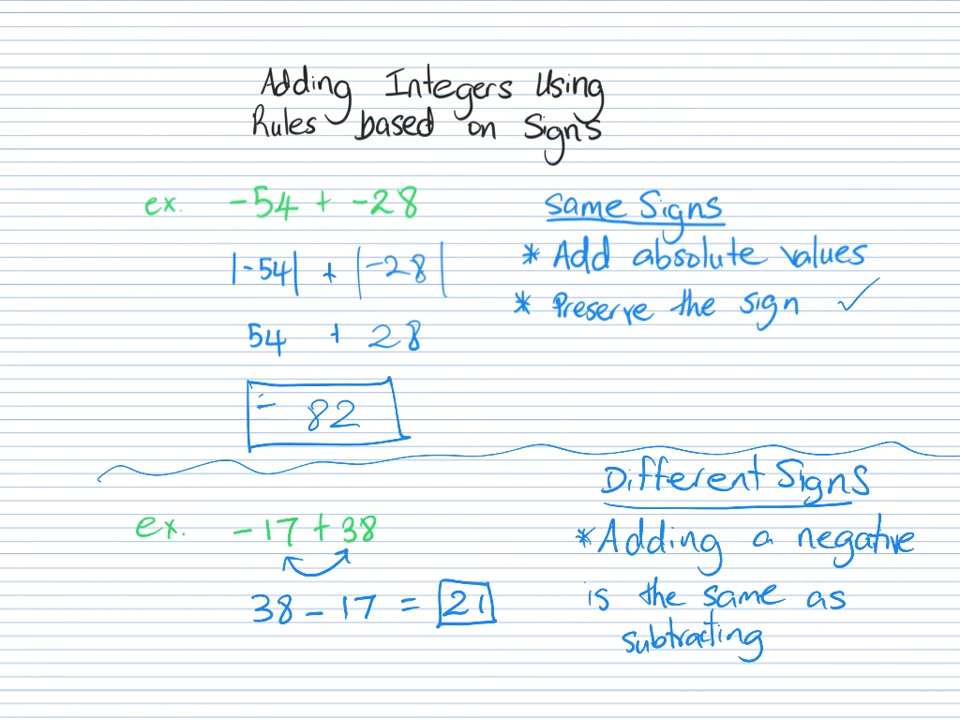 Adding Integers Using
Rules based on Signs
ex. -54 + -28
|-54| + |-28|
54 + 28
= 82
Same Signs
* Add absolute values
* Preserve the sign ✓
ex. -17 + 38
38 - 17 = 21
Different Signs
*Adding a negative
is the same as
subtracting